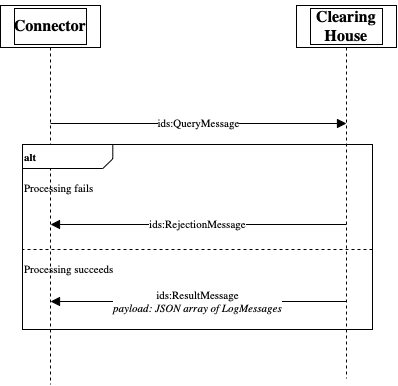 Connector
Clearing
House
ids:QueryMessage
alt
Processing fails
ids:RejectionMessage
Processing succeeds
ids:ResultMessage
payload: JSON array of LogMessages